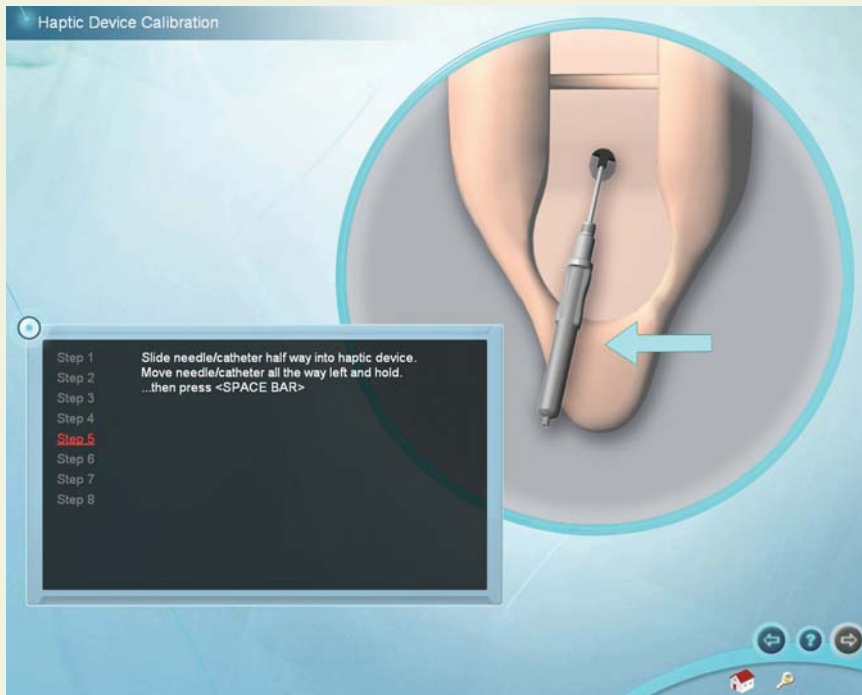 Haptic Device Calibration
Step 1
Step 2
Step 3
Step 4
Step 5
Step 6
Step 7
Step 8
Slide needle/catheter half way into haptic device.
Move needle/catheter all the way left and hold.
...then press <SPACE BAR>
?